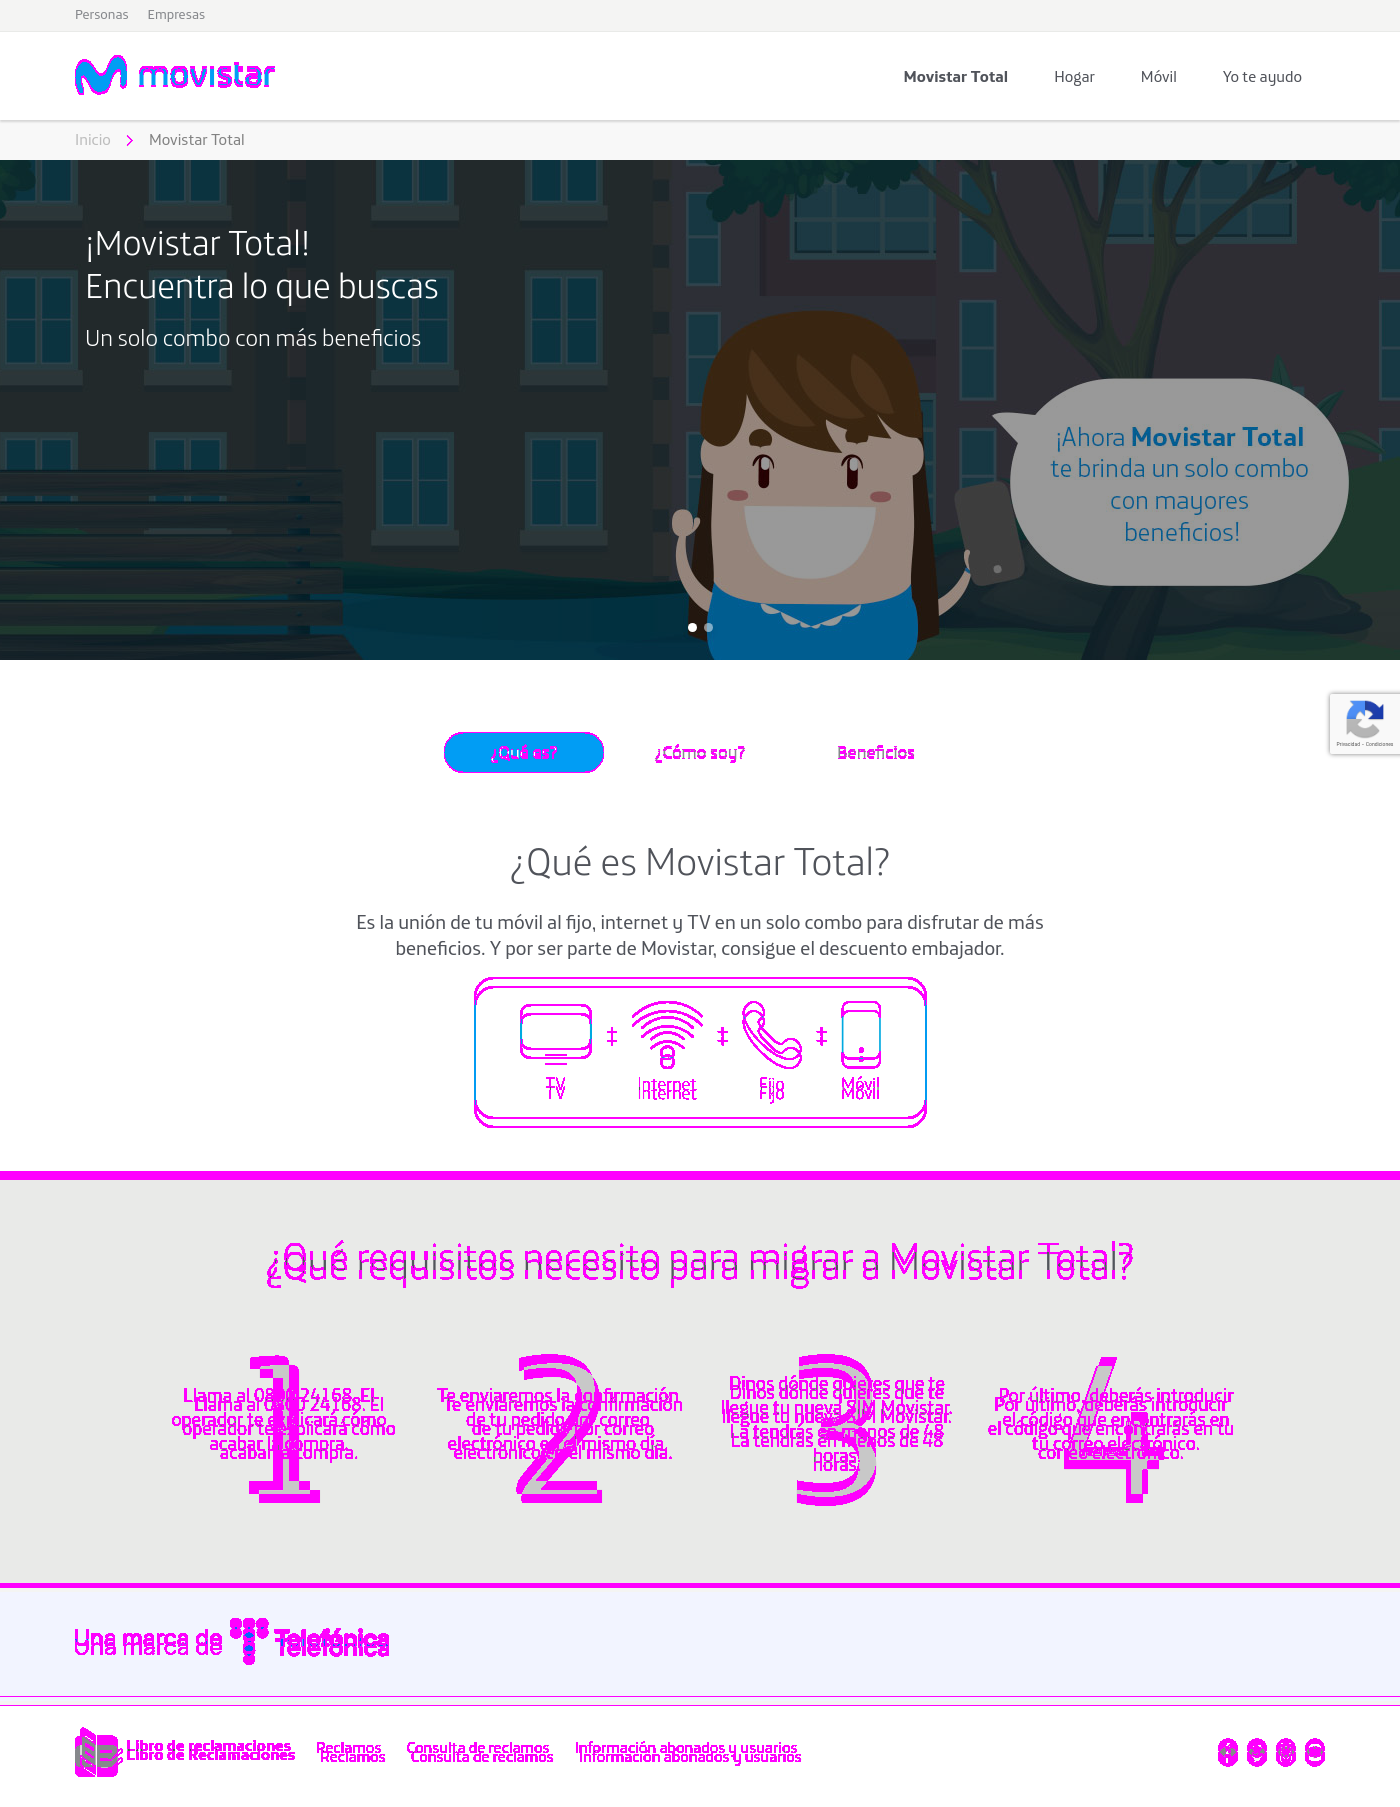 Personas Empresas
movistar
Movistar Total Hogar Móvil Yo te ayudo
Inicio Movistar Total
¡Movistar Total!
Encuentra lo que buscas
Un solo combo con más beneficios
¡Ahora Movistar Total
te brinda un solo combo
con mayores
beneficios!
Privacidad - Condiciones
¿Qué es? ¿Cómo soy? Beneficios
¿Qué es Movistar Total?
Es la unión de tu móvil al fijo, internet y TV en un solo combo para disfrutar de más
beneficios. Y por ser parte de Movistar, consigue el descuento embajador.
TV + Internet + Fijo + Móvil
¿Qué requisitos necesito para migrar a Movistar Total?
1
Llama al 0800 24168. El
operador te explicará cómo
acabar la compra.
2
Te enviaremos la confirmación
de tu pedido por correo
electrónico en el mismo día.
3
Dinos dónde quieres que te
llegue tu nueva SIM Movistar.
La tendrás en menos de 48
horas.
4
Por último, deberás introducir
el código que encontrarás en tu
correo electrónico.
Una marca de Telefónica
Libro de Reclamaciones Reclamos Consulta de reclamos Información abonados y usuarios